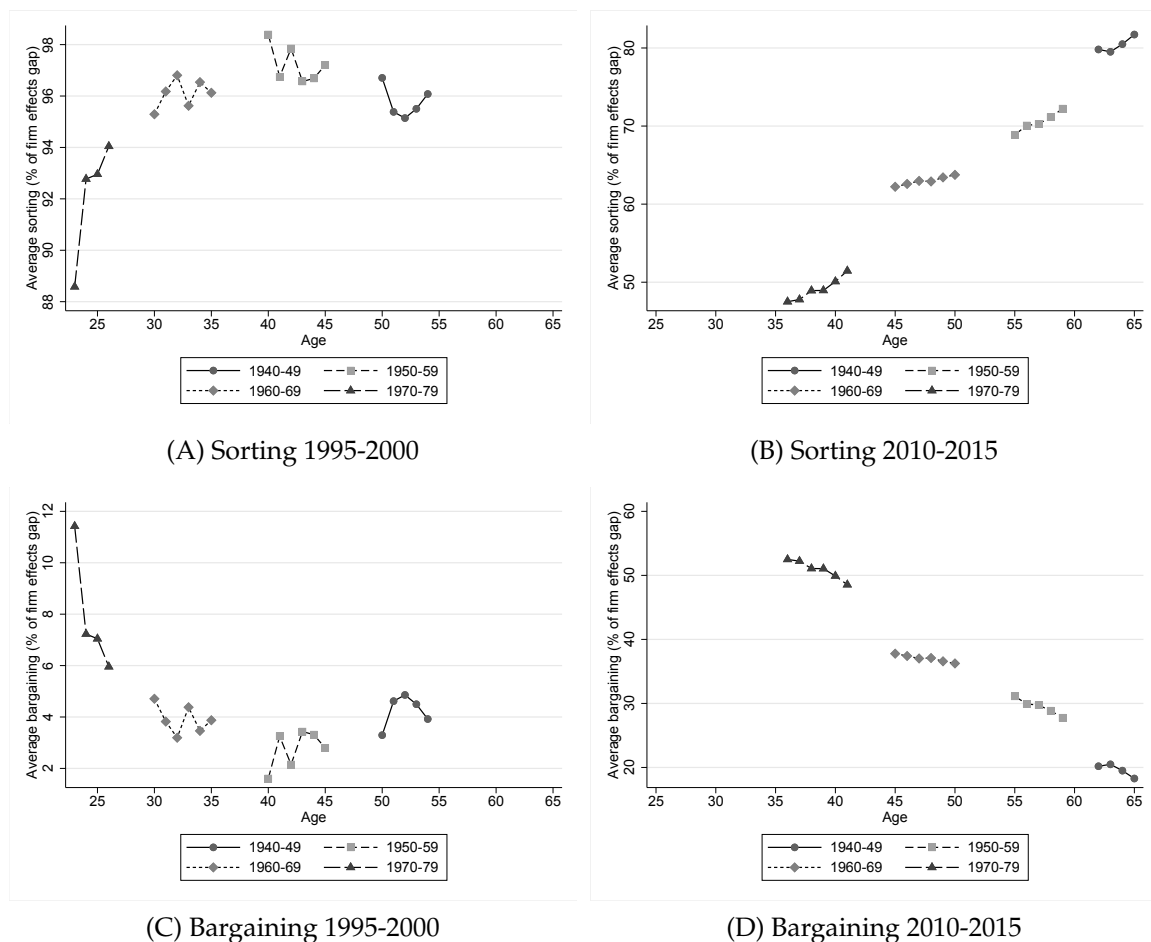 Average sorting (% of firm effects gap)
98
96
94
92
90
88
25 30 35 40 45 50 55 60 65
Age
1940-49 1950-59
1960-69 1970-79
(A) Sorting 1995-2000
Average sorting (% of firm effects gap)
80
70
60
50
25 30 35 40 45 50 55 60 65
Age
1940-49 1950-59
1960-69 1970-79
(B) Sorting 2010-2015
Average bargaining (% of firm effects gap)
12
10
8
6
4
2
25 30 35 40 45 50 55 60 65
Age
1940-49 1950-59
1960-69 1970-79
(C) Bargaining 1995-2000
Average bargaining (% of firm effects gap)
60
50
40
30
20
25 30 35 40 45 50 55 60 65
Age
1940-49 1950-59
1960-69 1970-79
(D) Bargaining 2010-2015